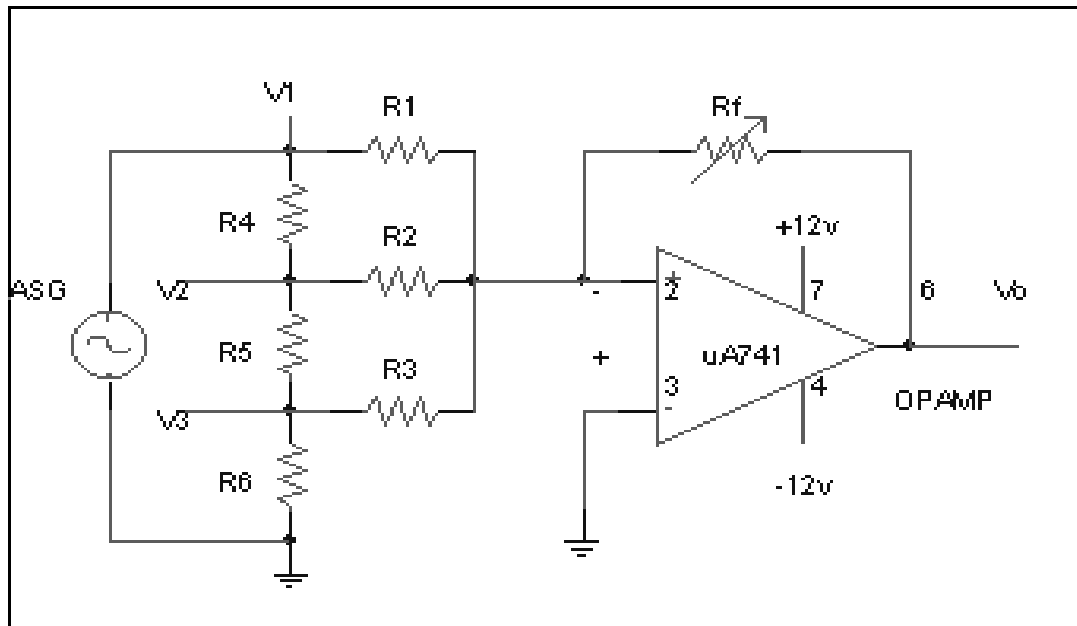 V1
R1
Rf
R4
R2
+12v
ASG
V2
-
+
2
7
6
Vo
R5
R3
+
uA741
V3
3
-
4
OPAMP
R6
-12v